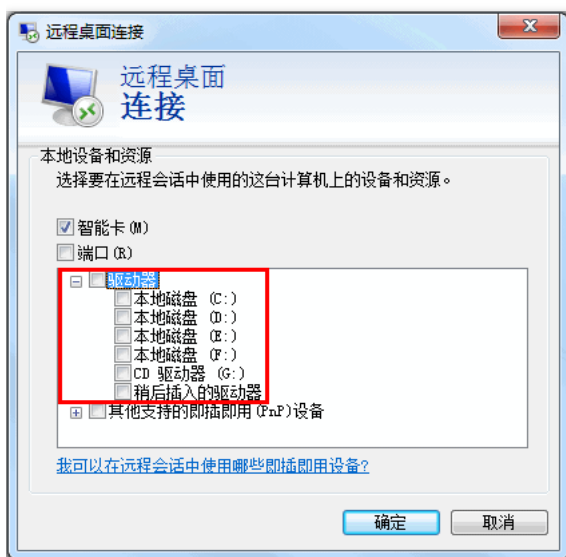 远程桌面连接
远程桌面
连接
本地设备和资源
选择要在远程会话中使用的这台计算机上的设备和资源。
智能卡(M)
端口(R)
驱动器
本地磁盘 (C:)
本地磁盘 (D:)
本地磁盘 (E:)
本地磁盘 (F:)
CD 驱动器 (G:)
稍后插入的驱动器
其他支持的即插即用(PnP)设备
我可以在远程会话中使用哪些即插即用设备?
确定
取消